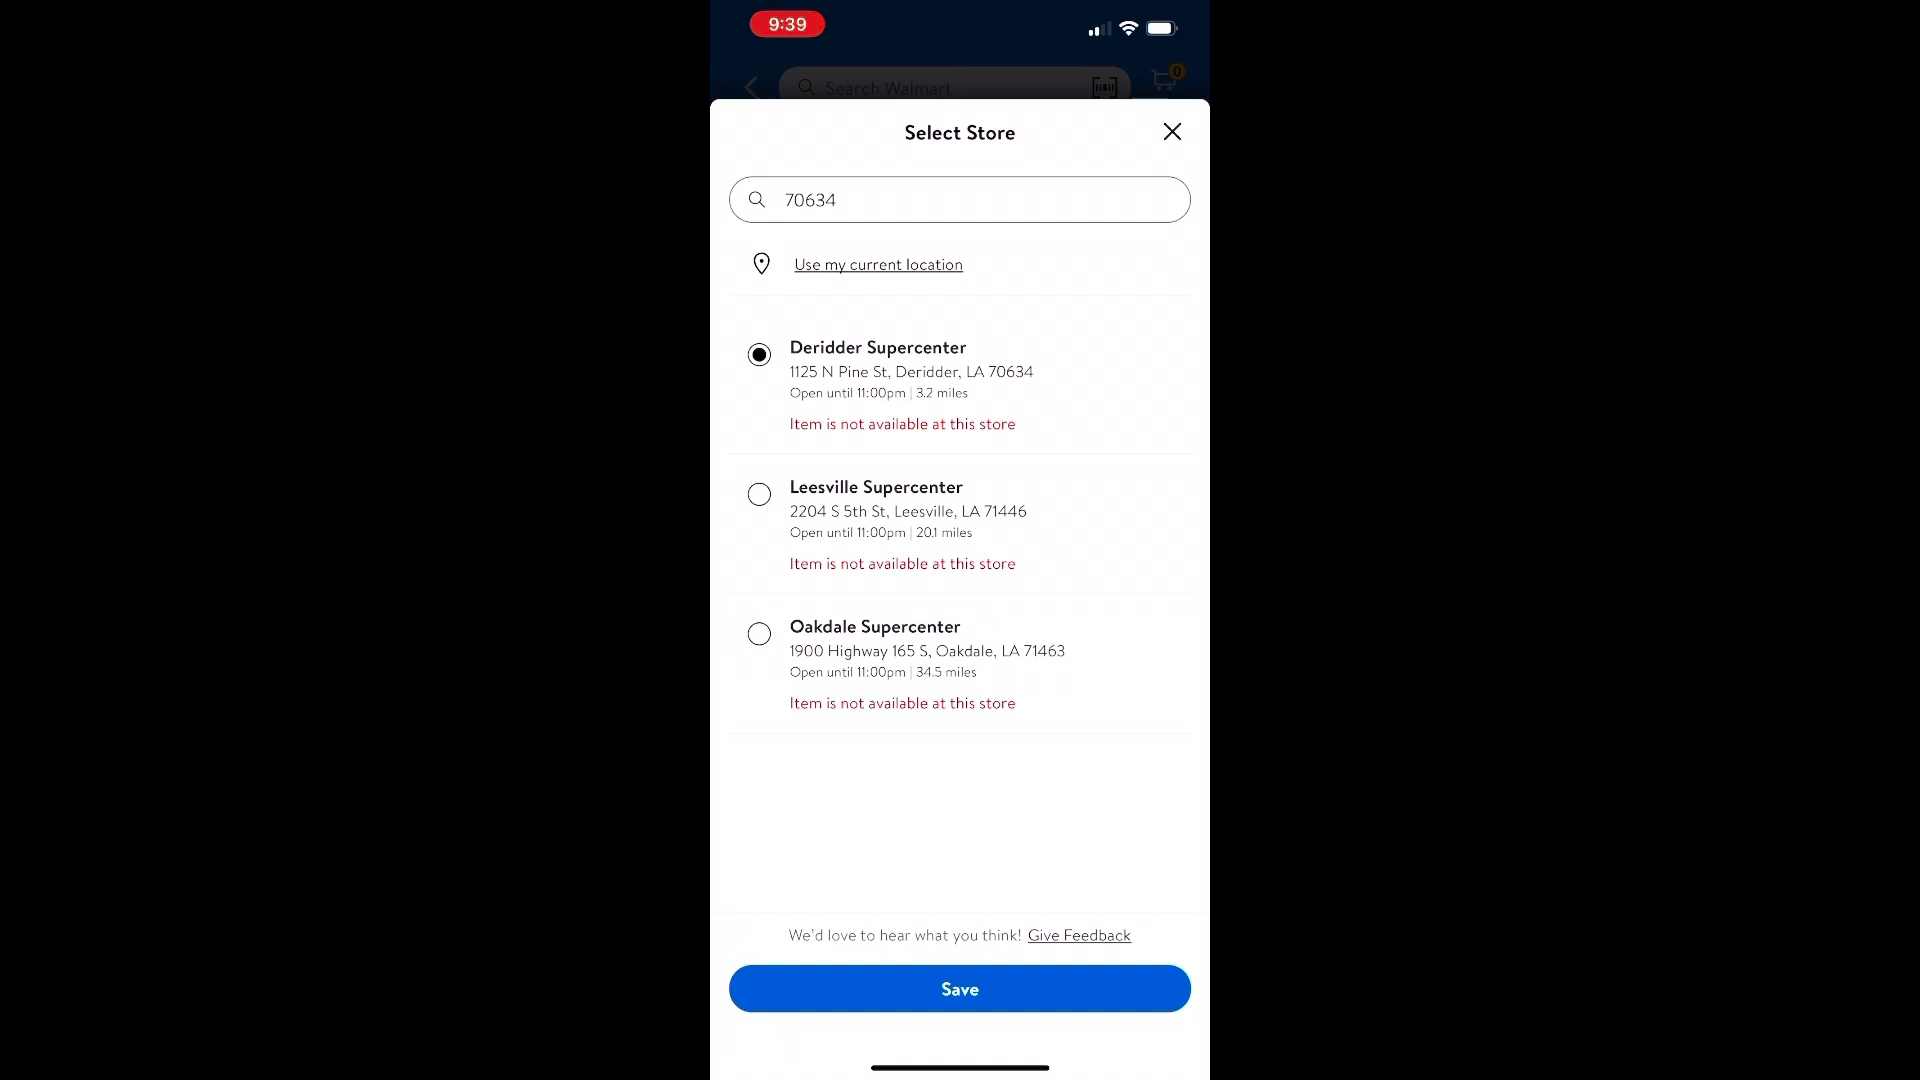 9:39
Search Walmart
0
Select Store
70634
Use my current location
Deridder Supercenter
1125 N Pine St, Deridder, LA 70634
Open until 11:00pm | 3.2 miles
Item is not available at this store
Leesville Supercenter
2204 S 5th St, Leesville, LA 71446
Open until 11:00pm | 20.1 miles
Item is not available at this store
Oakdale Supercenter
1900 Highway 165 S, Oakdale, LA 71463
Open until 11:00pm | 34.5 miles
Item is not available at this store
We'd love to hear what you think! Give Feedback
Save